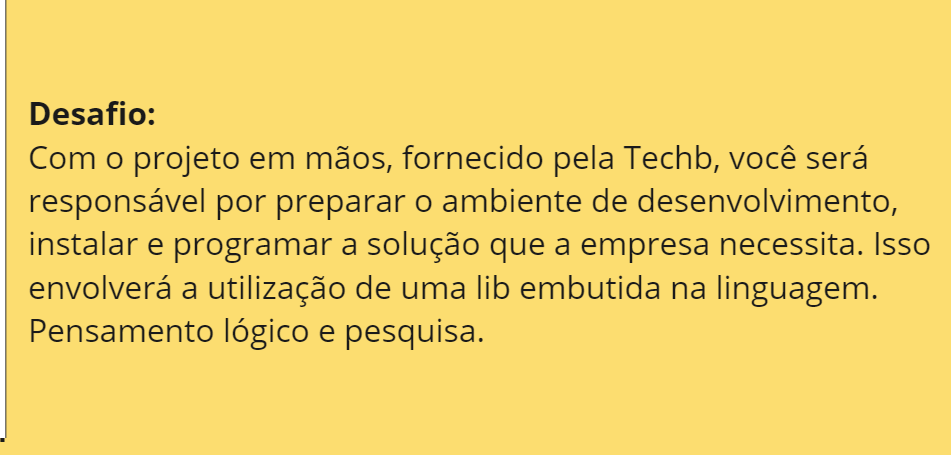 Desafio:
Com o projeto em mãos, fornecido pela Techb, você será
responsável por preparar o ambiente de desenvolvimento,
instalar e programar a solução que a empresa necessita. Isso
envolverá a utilização de uma lib embutida na linguagem.
Pensamento lógico e pesquisa.